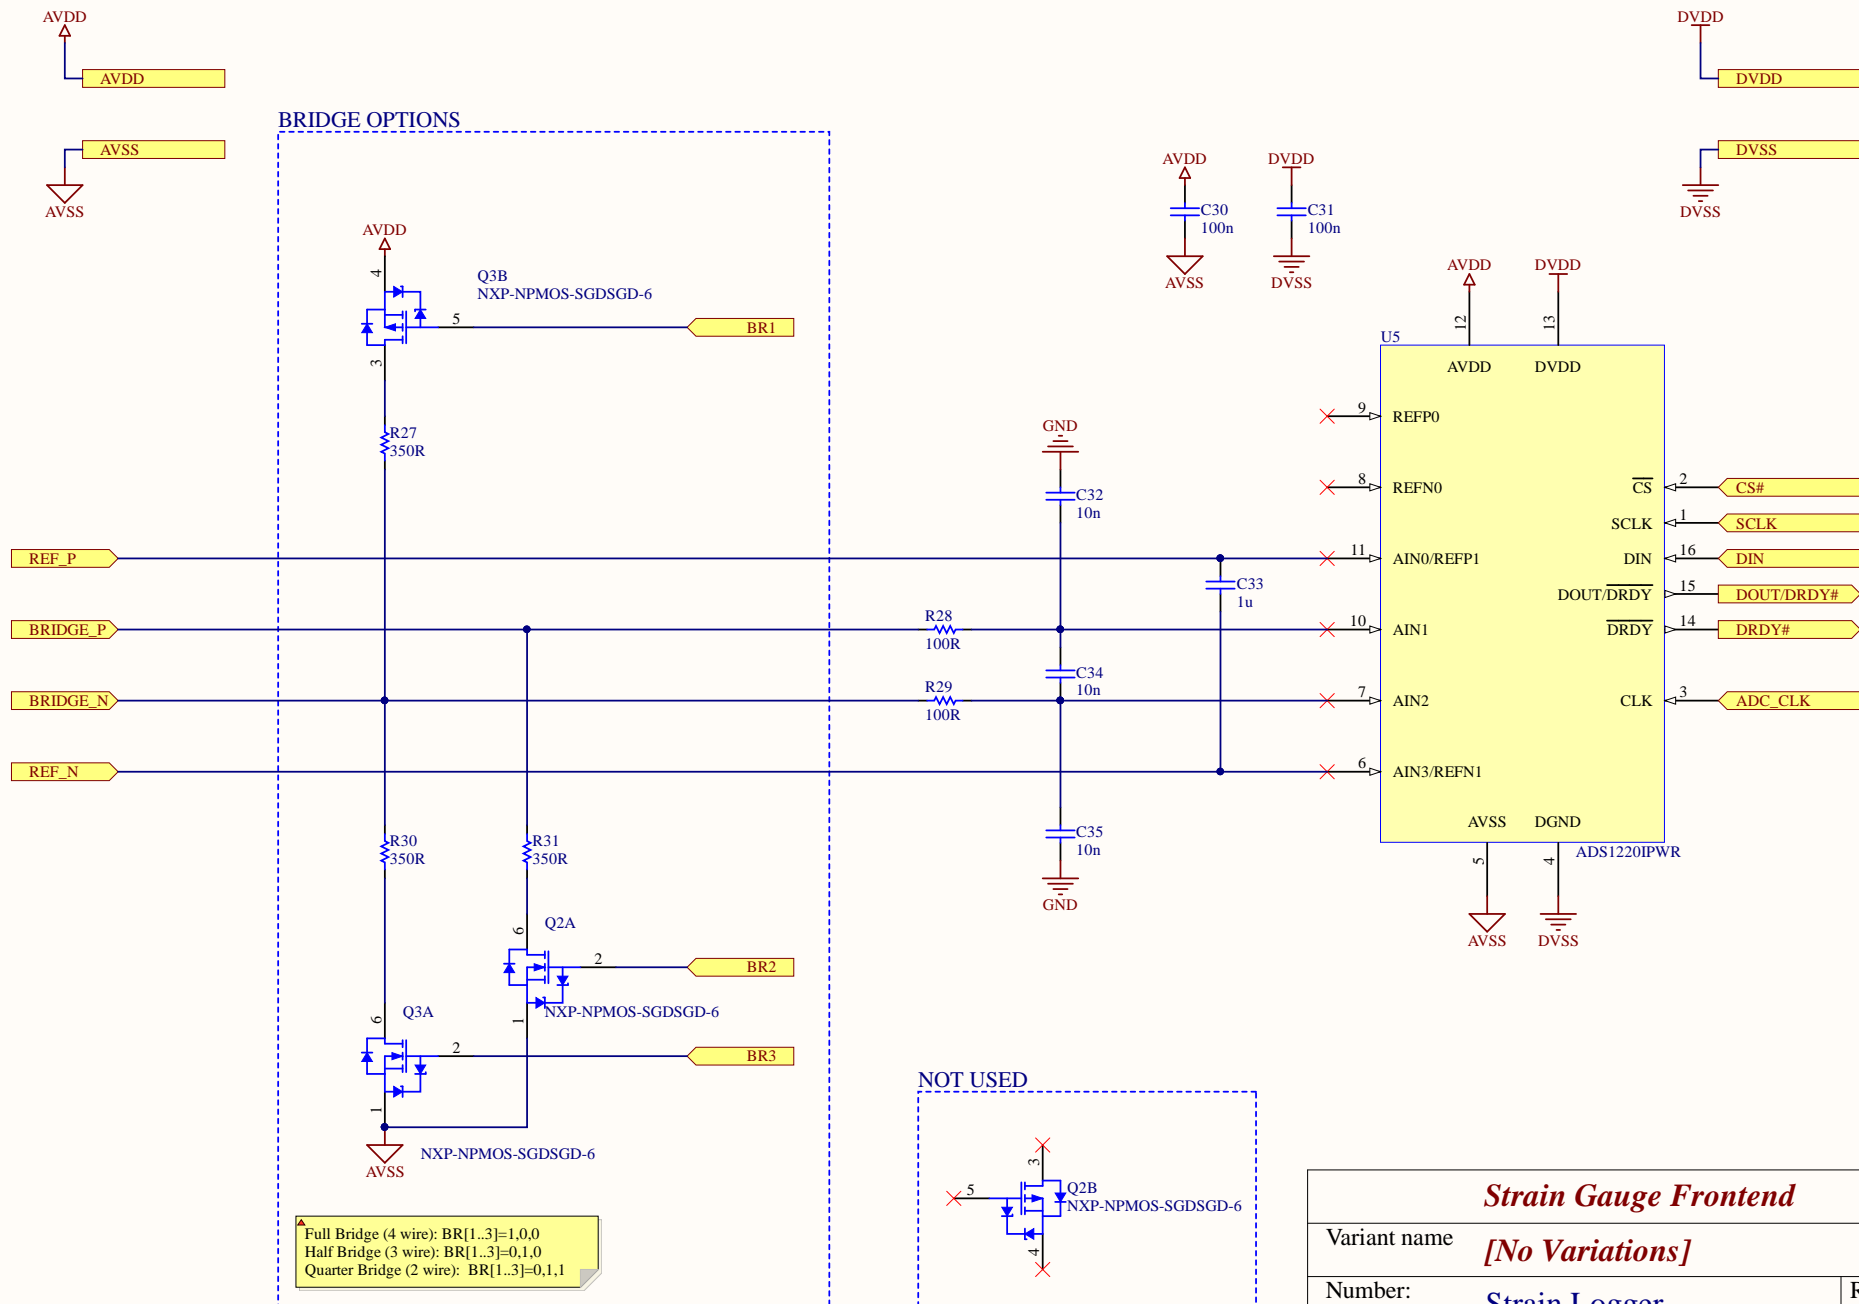 AVDD
AVDD
AVSS
AVSS
DVDD
DVDD
DVSS
DVSS
BRIDGE OPTIONS
AVDD
4
Q3B
NXP-NPMOS-SGDSGD-6
5
BR1
3
R27
350R
AVDD
C30
100n
AVSS
DVDD
C31
100n
DVSS
AVDD
DVDD
12
13
U5
AVDD
DVDD
9
REFP0
8
REFN0
11
AIN0/REFP1
10
AIN1
7
AIN2
6
AIN3/REFN1
CS
2
CS#
SCLK
1
SCLK
DIN
16
DIN
DOUT/DRDY
15
DOUT/DRDY#
DRDY
14
DRDY#
CLK
3
ADC_CLK
AVSS
DGND
ADS1220IPWR
5
4
AVSS
DVSS
GND
C32
10n
REF_P
BRIDGE_P
BRIDGE_N
REF_N
C33
1u
R28
100R
C34
10n
R29
100R
C35
10n
GND
R30
350R
R31
350R
6
Q2A
2
BR2
NXP-NPMOS-SGDSGD-6
1
6
Q3A
2
BR3
1
AVSS
NXP-NPMOS-SGDSGD-6
Full Bridge (4 wire): BR[1..3]=1,0,0
Half Bridge (3 wire): BR[1..3]=0,1,0
Quarter Bridge (2 wire): BR[1..3]=0,1,1
NOT USED
3
5
Q2B
NXP-NPMOS-SGDSGD-6
4
Strain Gauge Frontend
Variant name
[No Variations]
Number:
Strain Logger